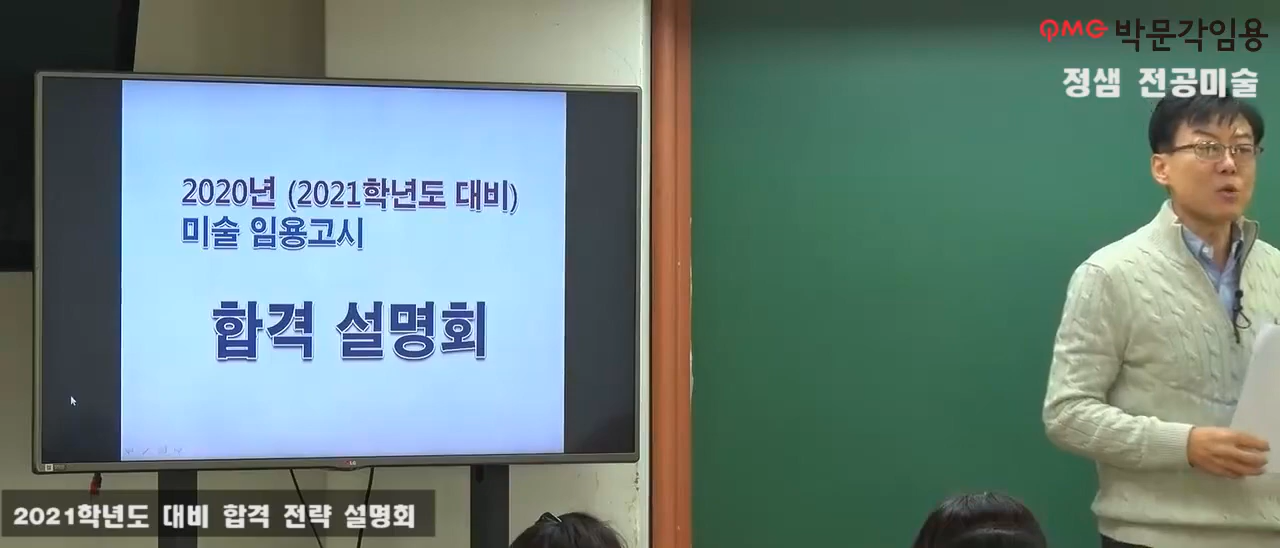 PMG 박문각임용
정샘 전공미술
2020년 (2021학년도 대비)
미술 임용고시
합격 설명회
LG
2021학년도 대비 합격 전략 설명회